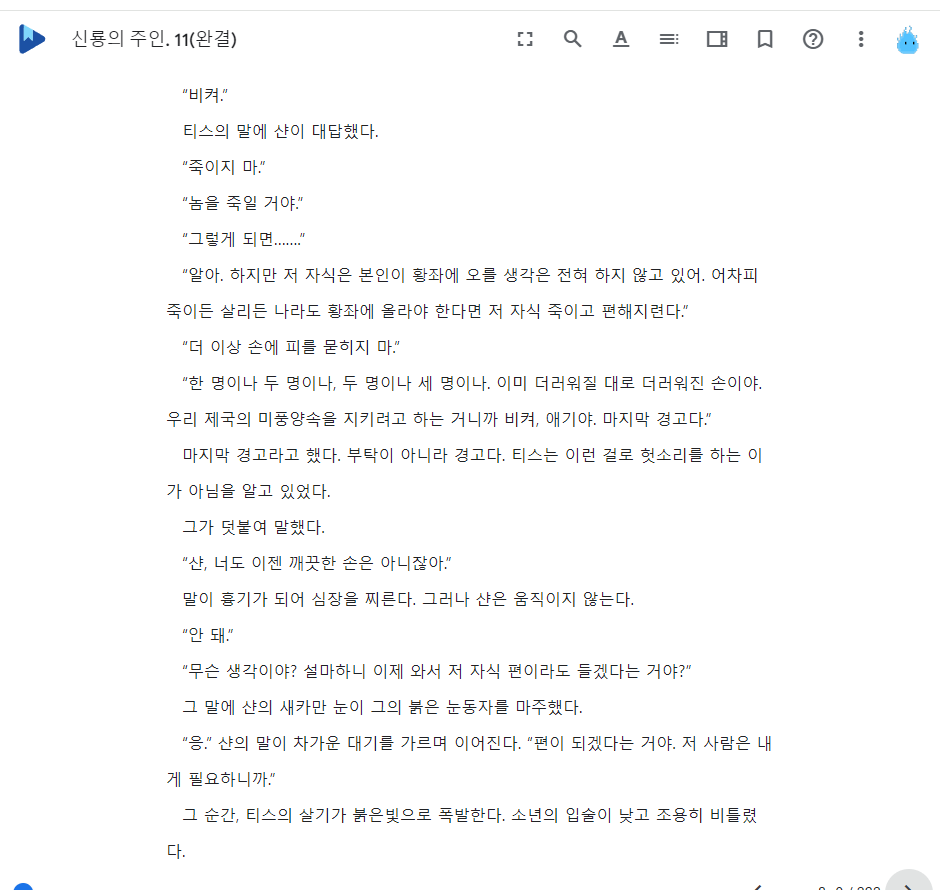 신룡의 주인. 11(완결)
“비켜.”
티스의 말에 샨이 대답했다.
“죽이지 마.”
“놈을 죽일 거야.”
“그렇게 되면…….”
“알아. 하지만 저 자식은 본인이 황좌에 오를 생각은 전혀 하지 않고 있어. 어차피
죽이든 살리든 나라도 황좌에 올라야 한다면 저 자식 죽이고 편해지련다.”
“더 이상 손에 피를 묻히지 마.”
“한 명이나 두 명이나, 두 명이나 세 명이나. 이미 더러워질 대로 더러워진 손이야.
우리 제국의 미풍양속을 지키려고 하는 거니까 비켜, 애기야. 마지막 경고다.”
마지막 경고라고 했다. 부탁이 아니라 경고다. 티스는 이런 걸로 헛소리를 하는 이
가 아님을 알고 있었다.
그가 덧붙여 말했다.
“샨, 너도 이젠 깨끗한 손은 아니잖아.”
말이 흉기가 되어 심장을 찌른다. 그러나 샨은 움직이지 않는다.
“안 돼.”
“무슨 생각이야? 설마하니 이제 와서 저 자식 편이라도 들겠다는 거야?”
그 말에 샨의 새카만 눈이 그의 붉은 눈동자를 마주했다.
“응.” 샨의 말이 차가운 대기를 가르며 이어진다. “편이 되겠다는 거야. 저 사람은 내
게 필요하니까.”
그 순간, 티스의 살기가 붉은빛으로 폭발한다. 소년의 입술이 낮고 조용히 비틀렸
다.